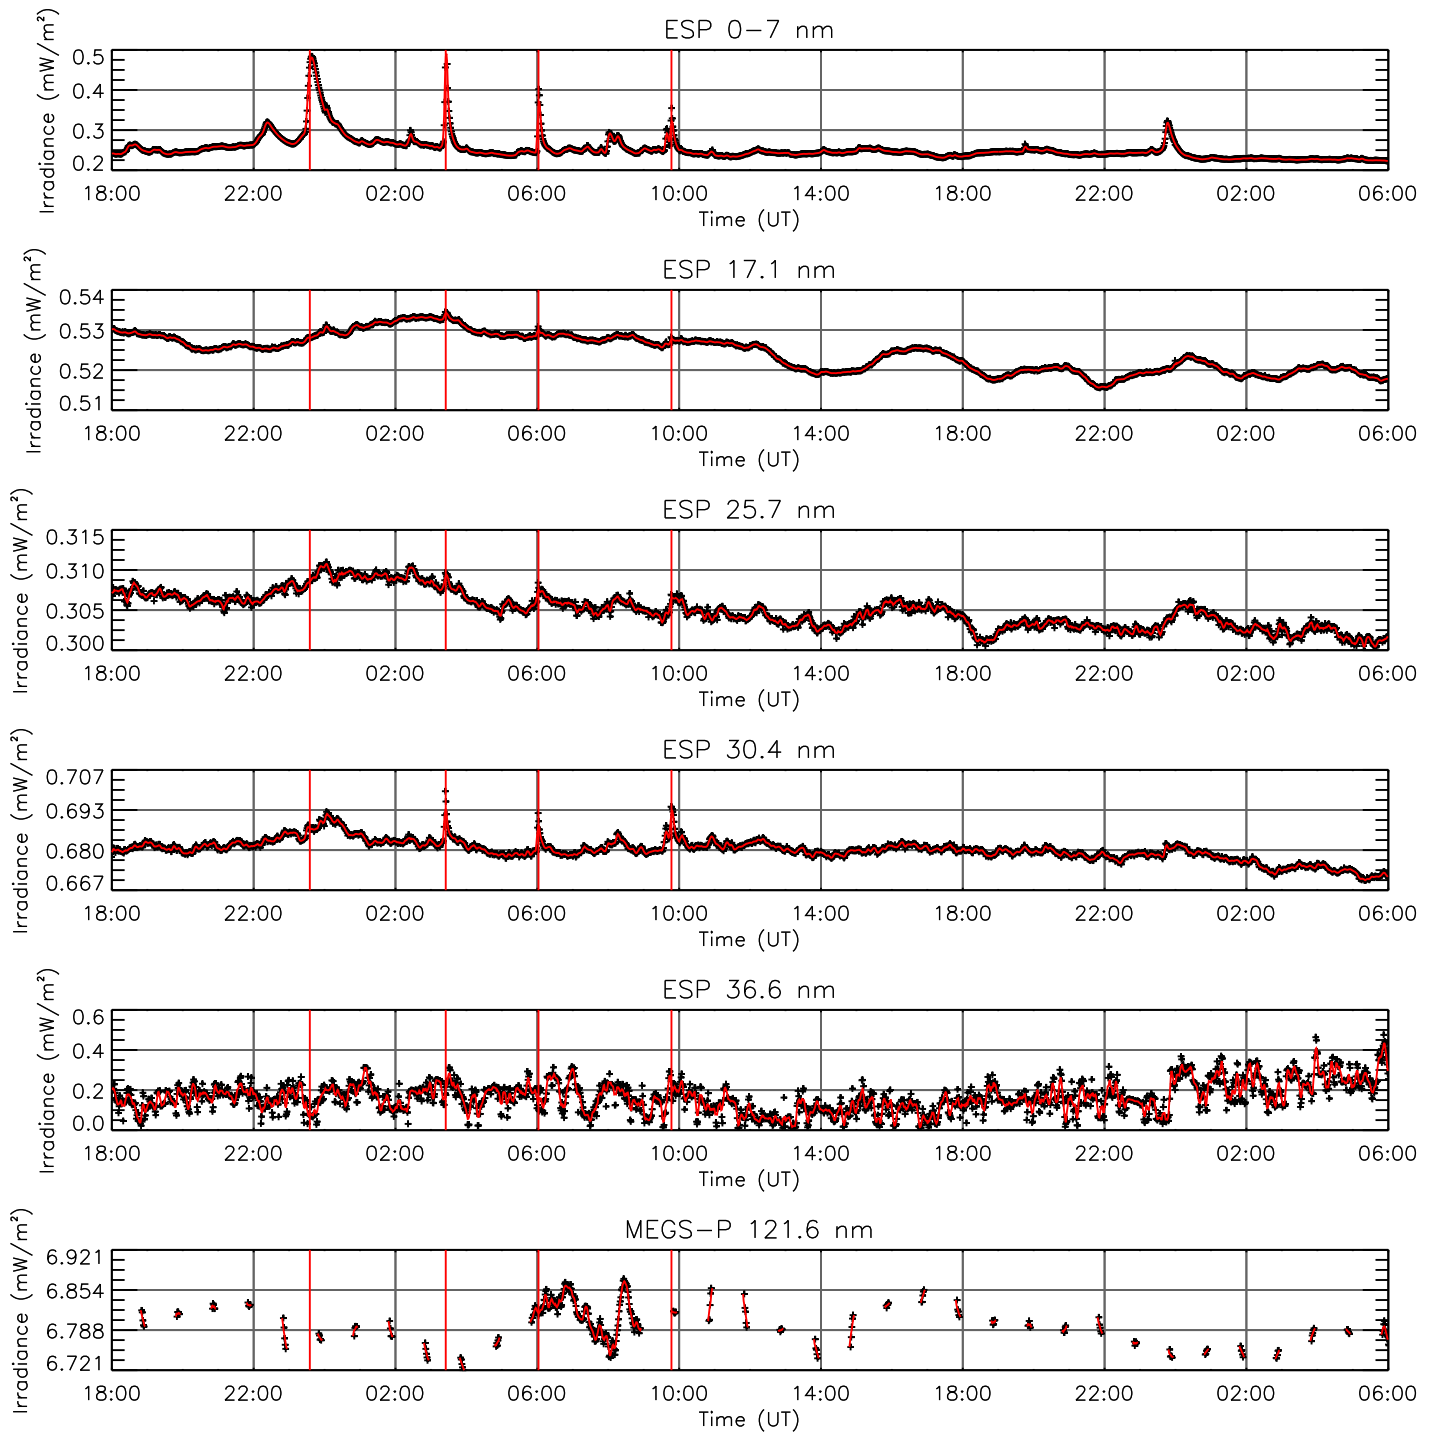 ESP 0-7 nm
Irradiance (mW/m²)
0.5
0.4
0.3
0.2
18:00 22:00 02:00 06:00 10:00 14:00 18:00 22:00 02:00 06:00
Time (UT)
ESP 17.1 nm
Irradiance (mW/m²)
0.54
0.53
0.52
0.51
18:00 22:00 02:00 06:00 10:00 14:00 18:00 22:00 02:00 06:00
Time (UT)
ESP 25.7 nm
Irradiance (mW/m²)
0.315
0.310
0.305
0.300
18:00 22:00 02:00 06:00 10:00 14:00 18:00 22:00 02:00 06:00
Time (UT)
ESP 30.4 nm
Irradiance (mW/m²)
0.707
0.693
0.680
0.667
18:00 22:00 02:00 06:00 10:00 14:00 18:00 22:00 02:00 06:00
Time (UT)
ESP 36.6 nm
Irradiance (mW/m²)
0.6
0.4
0.2
0.0
18:00 22:00 02:00 06:00 10:00 14:00 18:00 22:00 02:00 06:00
Time (UT)
MEGS-P 121.6 nm
Irradiance (mW/m²)
6.921
6.854
6.788
6.721
18:00 22:00 02:00 06:00 10:00 14:00 18:00 22:00 02:00 06:00
Time (UT)